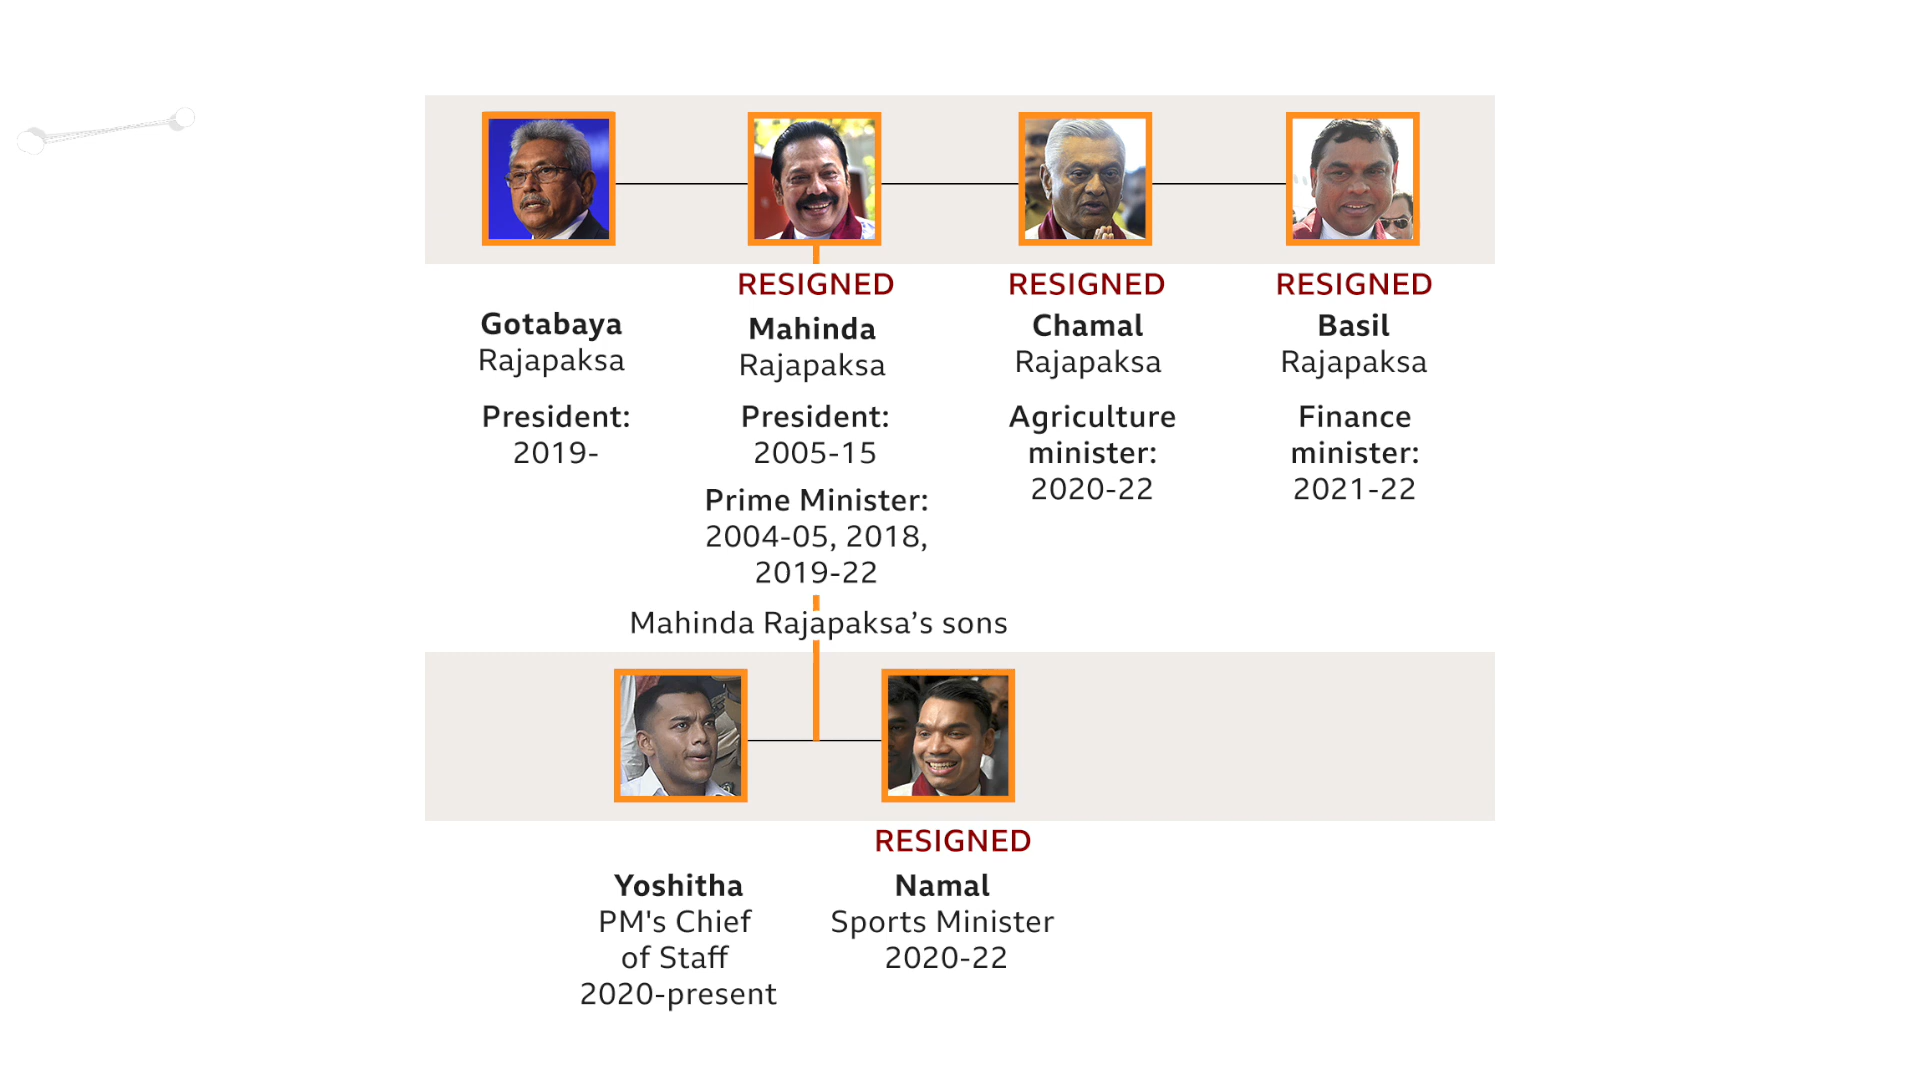 RESIGNED RESIGNED RESIGNED
Gotabaya Mahinda Chamal Basil
Rajapaksa Rajapaksa Rajapaksa Rajapaksa
President: President: Agriculture Finance
2019- 2005-15 minister: minister:
2020-22 2021-22
Prime Minister:
2004-05, 2018,
2019-22
Mahinda Rajapaksa’s sons
RESIGNED
Yoshitha Namal
PM's Chief Sports Minister
of Staff 2020-22
2020-present